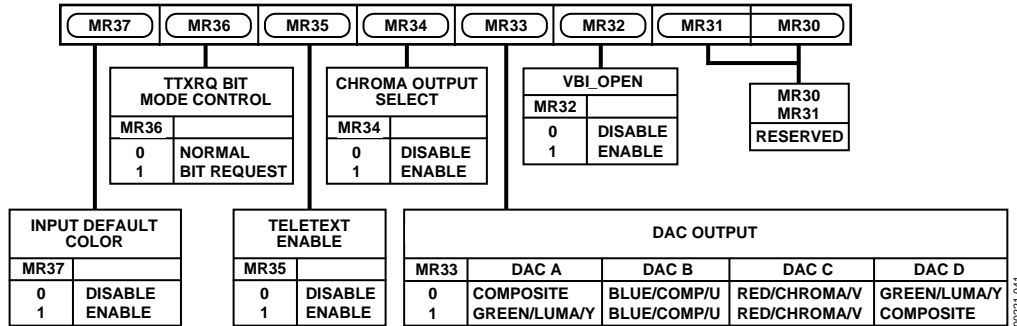 MR37 MR36 MR35 MR34 MR33 MR32 MR31 MR30
TTXRQ BIT
MODE CONTROL
MR36
0 NORMAL
1 BIT REQUEST
CHROMA OUTPUT
SELECT
MR34
0 DISABLE
1 ENABLE
VBI_OPEN
MR32
0 DISABLE
1 ENABLE
MR30
MR31
RESERVED
INPUT DEFAULT
COLOR
MR37
0 DISABLE
1 ENABLE
TELETEXT
ENABLE
MR35
0 DISABLE
1 ENABLE
DAC OUTPUT
MR33 DAC A DAC B DAC C DAC D
0 COMPOSITE BLUE/COMP/U RED/CHROMA/V GREEN/LUMA/Y
1 GREEN/LUMA/Y BLUE/COMP/U RED/CHROMA/V COMPOSITE